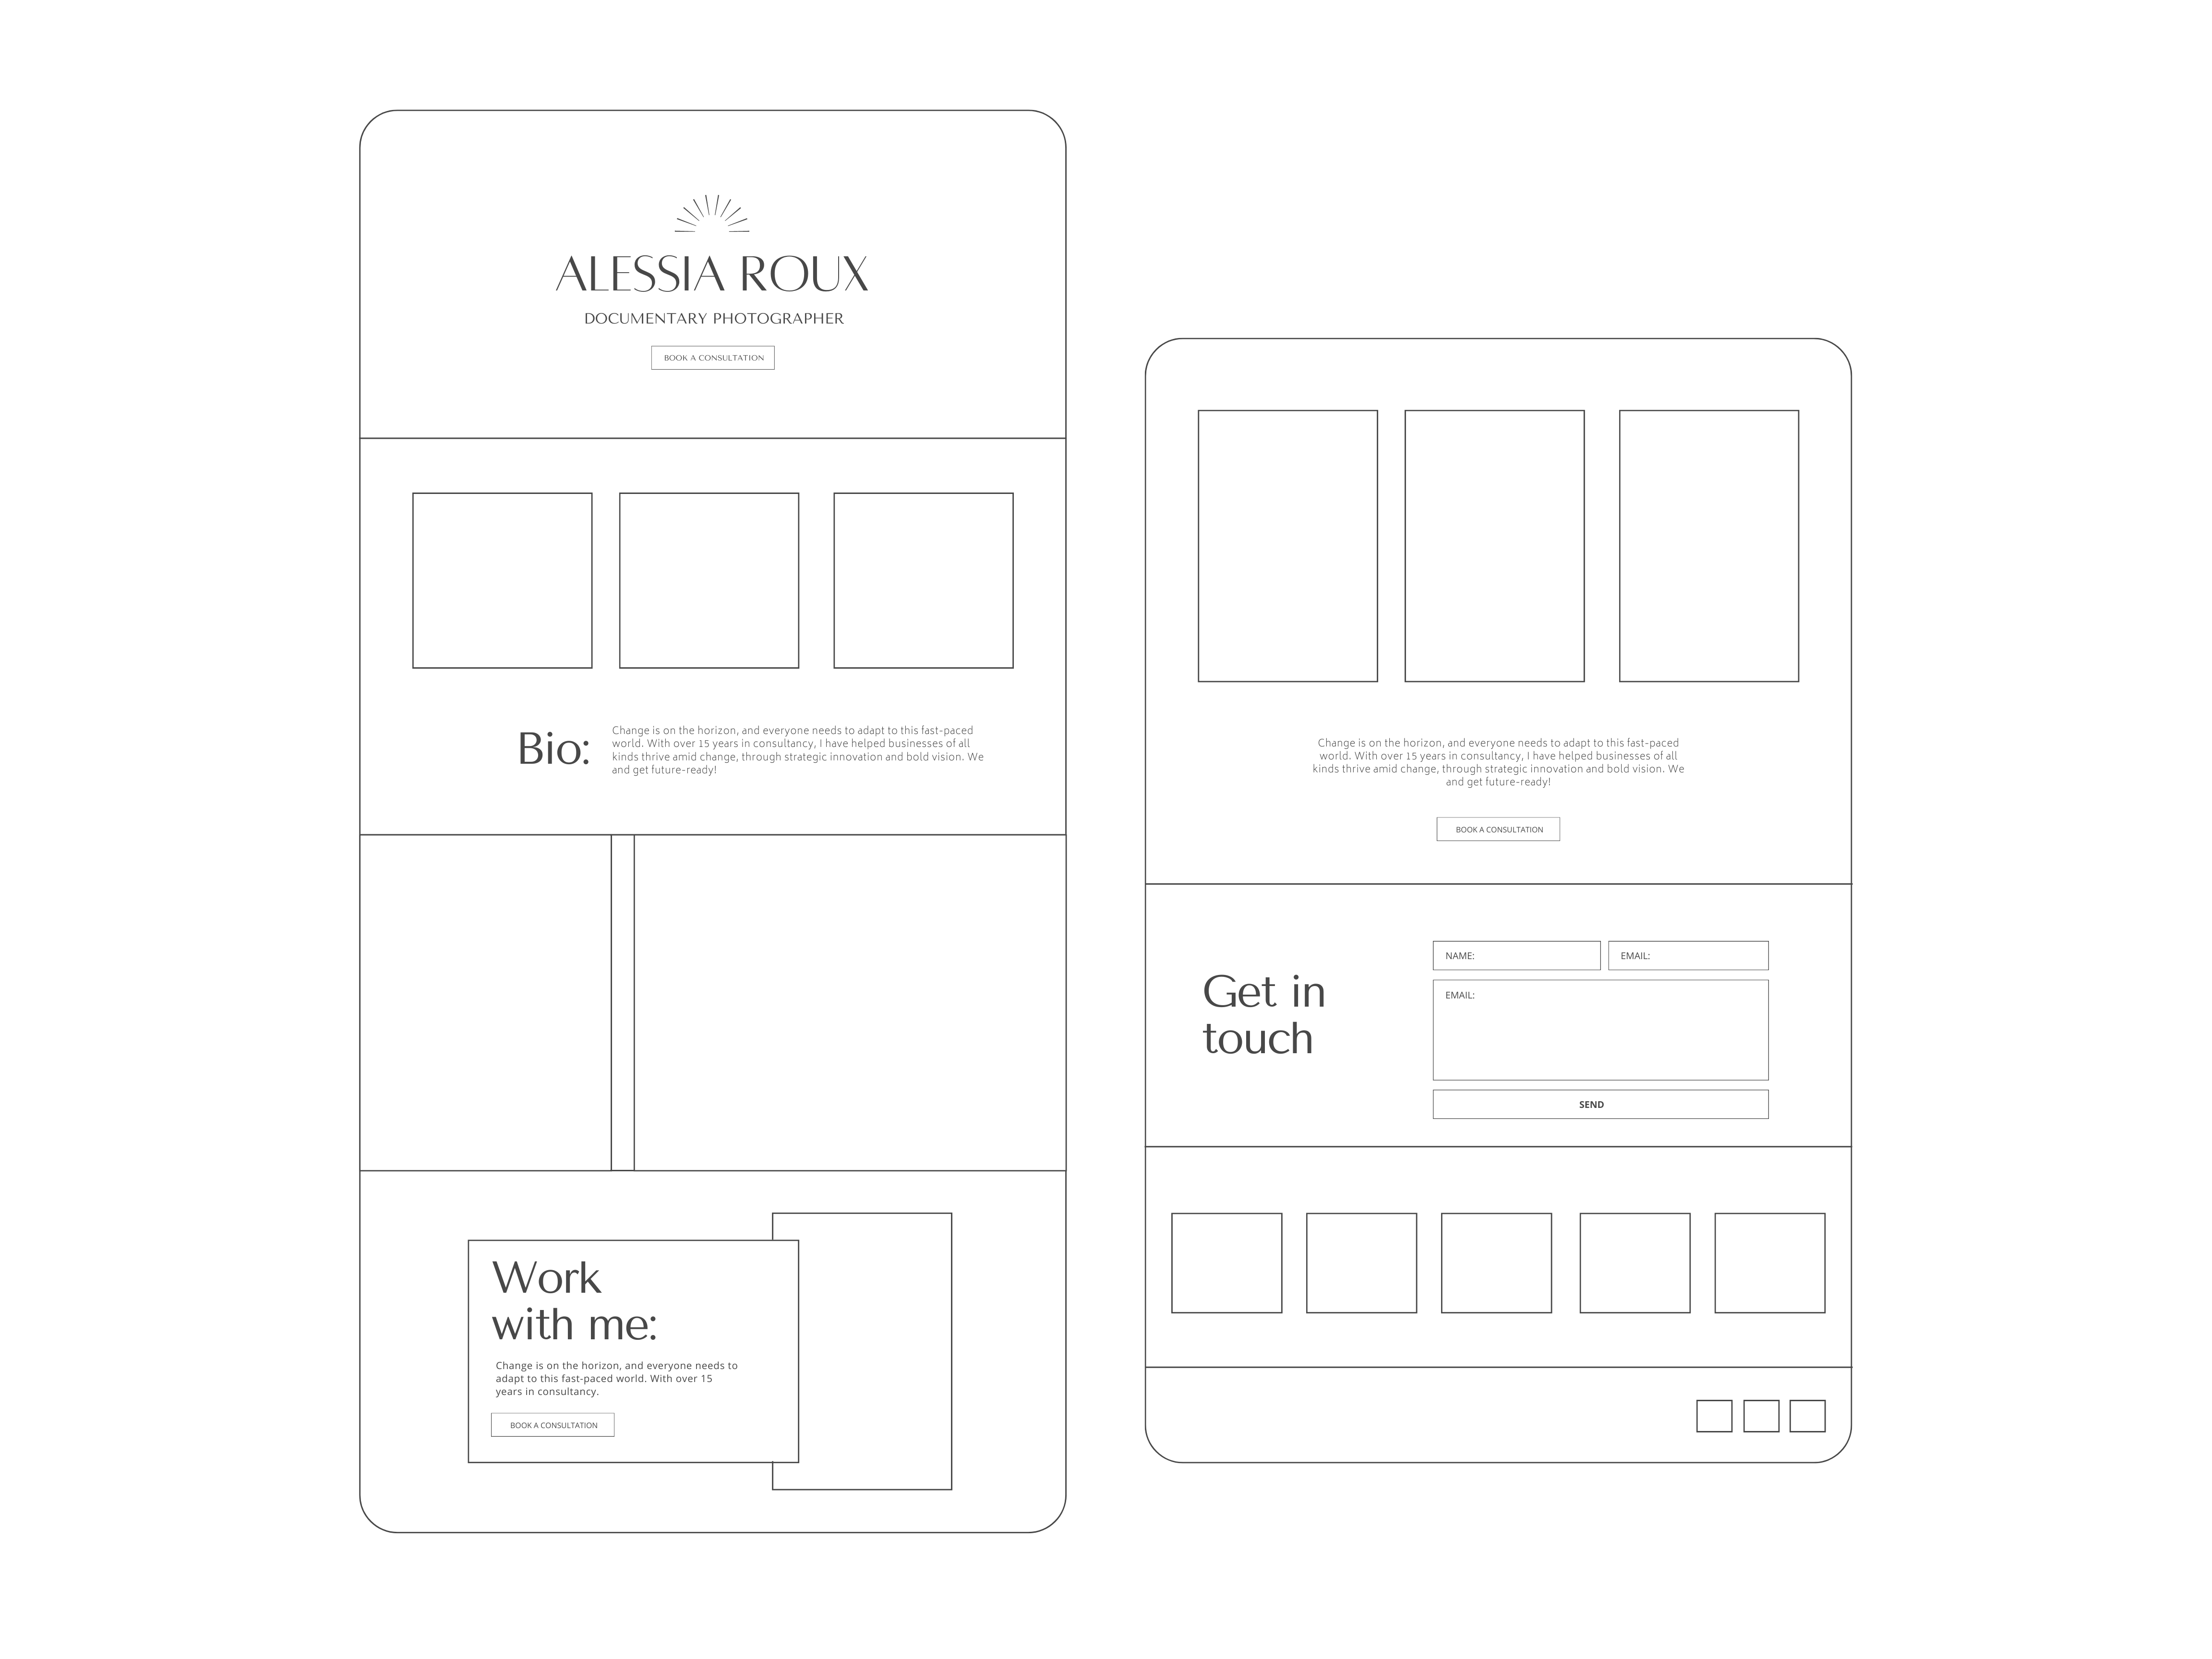 ALESSIA ROUX
DOCUMENTARY PHOTOGRAPHER
BOOK A CONSULTATION
Bio:
Change is on the horizon, and everyone needs to adapt to this fast-paced
world. With over 15 years in consultancy, I have helped businesses of all
kinds thrive amid change, through strategic innovation and bold vision. We
and get future-ready!
Work
with me:
Change is on the horizon, and everyone needs to
adapt to this fast-paced world. With over 15
years in consultancy.
BOOK A CONSULTATION
Change is on the horizon, and everyone needs to adapt to this fast-paced
world. With over 15 years in consultancy, I have helped businesses of all
kinds thrive amid change, through strategic innovation and bold vision. We
and get future-ready!
BOOK A CONSULTATION
Get in
touch
NAME:
EMAIL:
EMAIL:
SEND